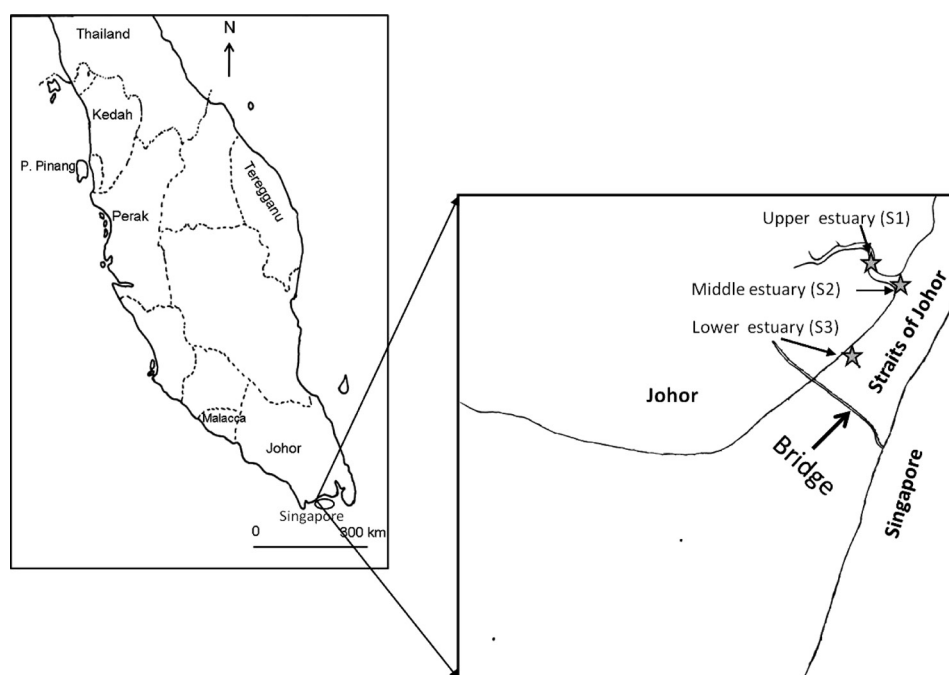 Thailand
N
Kedah
P. Pinang
Teregganu
Perak
Malacca
Johor
Singapore
0 300 km
Upper estuary (S1)
Middle estuary (S2)
Lower estuary (S3)
Straits of Johor
Johor
Bridge
Singapore